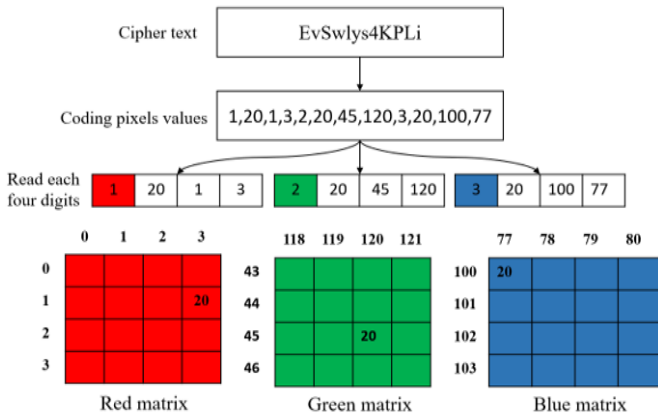 Cipher text
EvSwlys4KPLi
Coding pixels values
1,20,1,3,2,20,45,120,3,20,100,77
Read each
four digits
1 20 1 3 2 20 45 120 3 20 100 77
0 1 2 3 118 119 120 121 77 78 79 80
0 43 100 20
1 20 44 101
2 45 20 102
3 46 103
Red matrix Green matrix Blue matrix